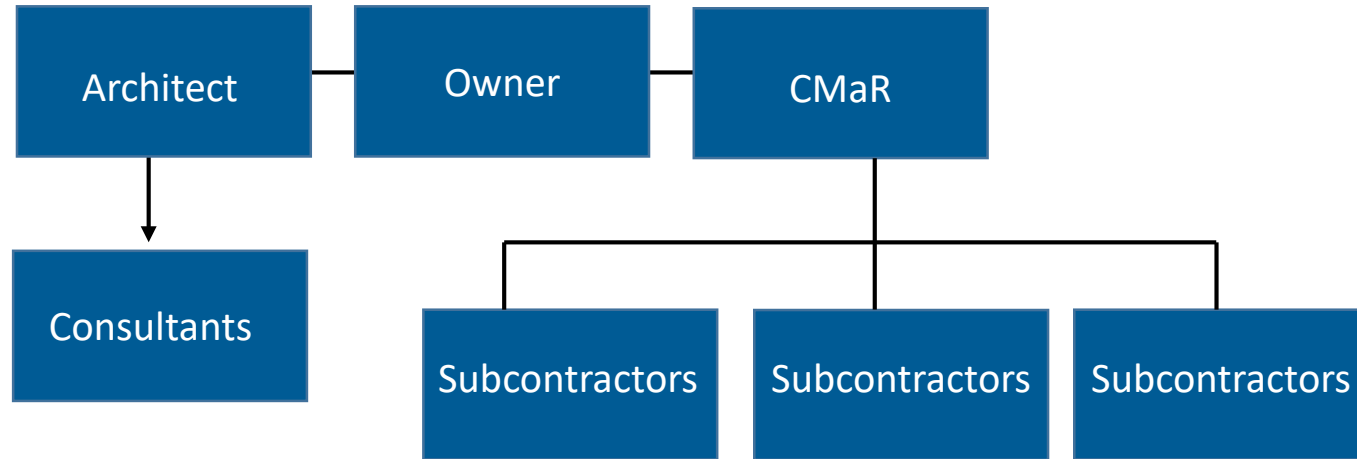 Architect
Owner
CMaR
Consultants
Subcontractors
Subcontractors
Subcontractors